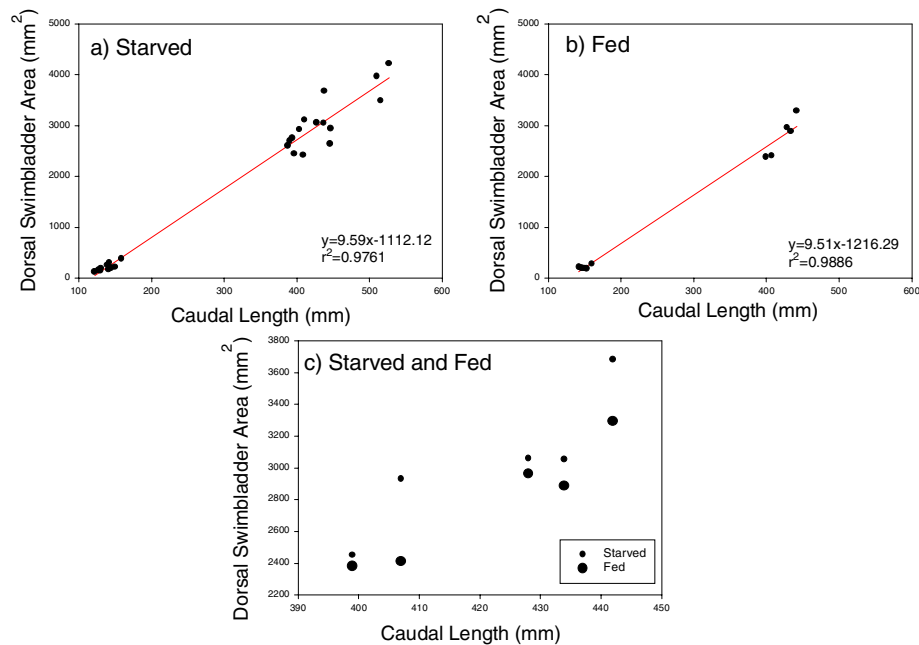 a) Starved
Dorsal Swimbladder Area (mm²)
5000
4000
3000
2000
1000
0
100
200
300
400
500
600
y=9.59x-1112.12
r²=0.9761
Caudal Length (mm)
b) Fed
Dorsal Swimbladder Area (mm²)
5000
4000
3000
2000
1000
0
100
200
300
400
500
600
y=9.51x-1216.29
r²=0.9886
Caudal Length (mm)
c) Starved and Fed
Dorsal Swimbladder Area (mm²)
3800
3600
3400
3200
3000
2800
2600
2400
2200
390
400
410
420
430
440
450
Starved
Fed
Caudal Length (mm)